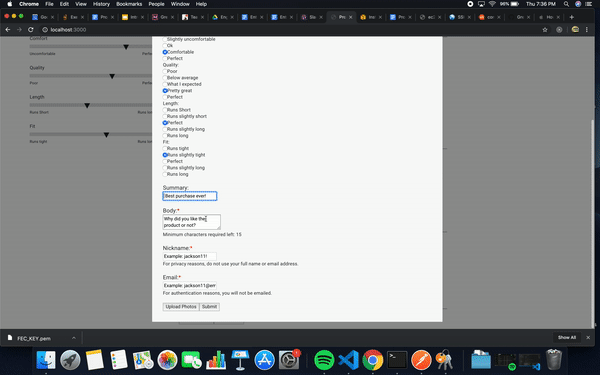 Chrome File Edit View History Bookmarks People Window Help
96% Thu 7:36 PM
localhost:3000
Comfort
Uncomfortable Perfect
Quality
Poor Perfect
Length
Runs Short
Fit
Runs tight
Slightly uncomfortable
Ok
Comfortable
Perfect
Quality:
Poor
Below average
What I expected
Pretty great
Perfect
Length:
Runs Short
Runs slightly short
Perfect
Runs slightly long
Runs long
Fit:
Runs tight
Runs slightly tight
Perfect
Runs slightly long
Runs long
Summary:
Best purchase ever!
Body:*
Why did you like the
product or not?
Minimum characters required left: 15
Nickname:*
Example: jackson11!
For privacy reasons, do not use your full name or email address.
Email:*
Example: jackson11@em
For authentication reasons, you will not be emailed.
Upload Photos Submit
FEC_KEY.pem
Show All